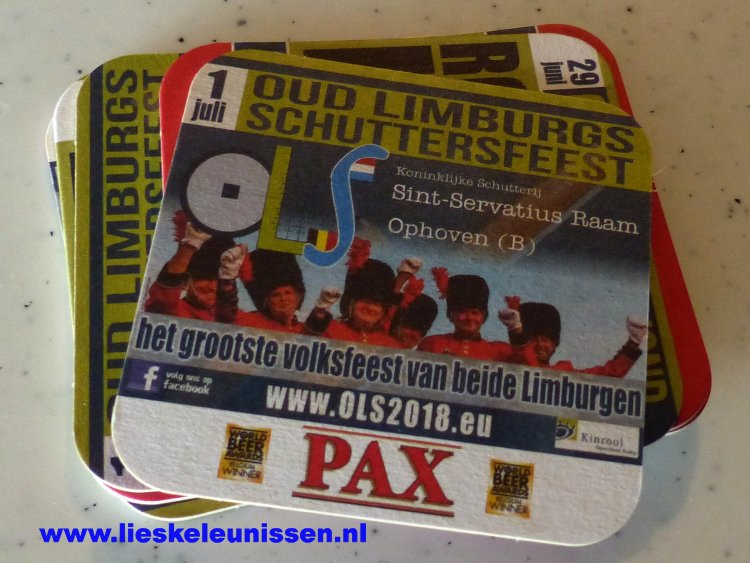 1 juli
OUD LIMBURGS
SCHUTTERSFEEST
OLS
Koninklijke Schutterij
Sint-Servatius Raam
Ophoven (B)
het grootste volksfeest van beide Limburgen
f volg ons op
facebook
www.OLS2018.eu
Kinrooi
PAX
WORLD
BEER
AWARDS
BELGIUM
WINNER
WORLD
BEER
AWARDS
BELGIUM
WINNER
OUD LIMBURGS
29
juni
www.lieskeleunissen.nl